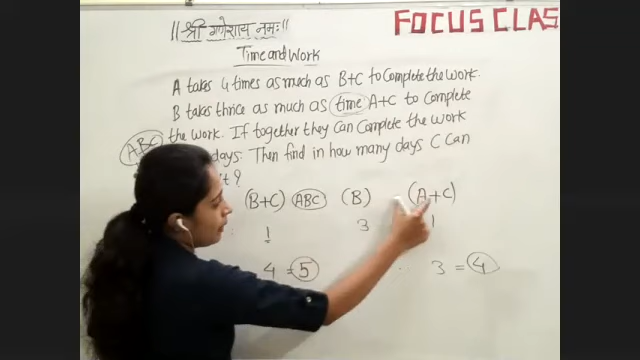 ||श्री गणेशाय नमः||
FOCUS CLAS
Time and Work
A takes 4 times as much as B+C to Complete the work.
B takes thrice as much as time A+C to Complete
the work. If together they Can Complete the work
ABC
days. Then find in how many days C Can
?
(B+C) ABC (B) (A+C)
: 1 3 1
4 = 5 3 = 4